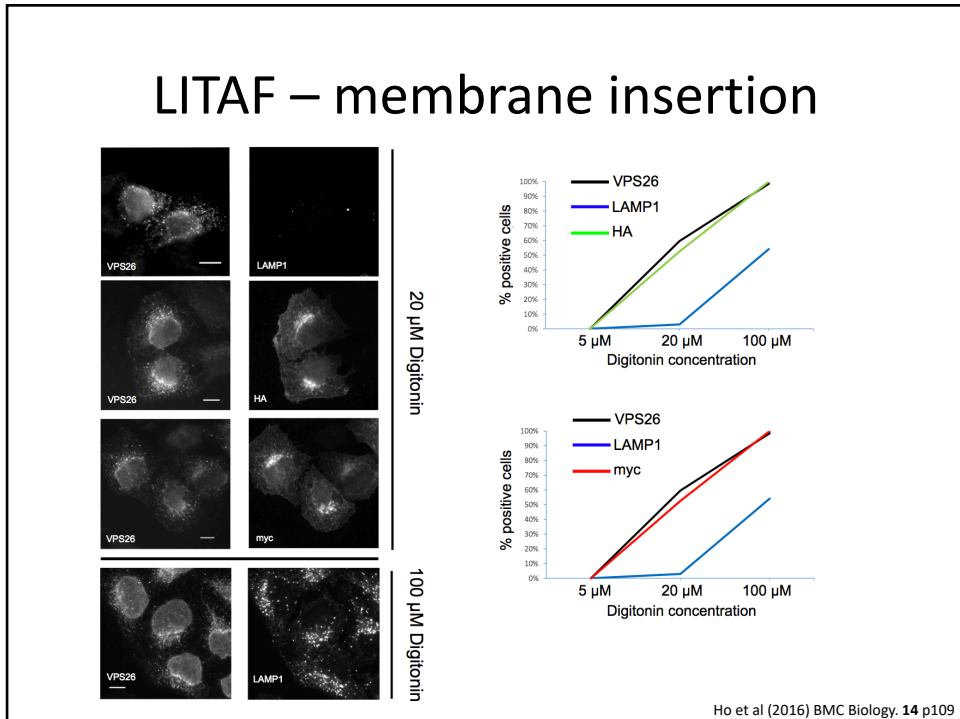 LITAF – membrane insertion
VPS26
LAMP1
VPS26
HA
VPS26
myc
20 µM Digitonin
VPS26
LAMP1
100 µM Digitonin
VPS26
LAMP1
HA
% positive cells
100%
90%
80%
70%
60%
50%
40%
30%
20%
10%
0%
5 µM 20 µM 100 µM
Digitonin concentration
VPS26
LAMP1
myc
% positive cells
100%
90%
80%
70%
60%
50%
40%
30%
20%
10%
0%
5 µM 20 µM 100 µM
Digitonin concentration
Ho et al (2016) BMC Biology. 14 p109